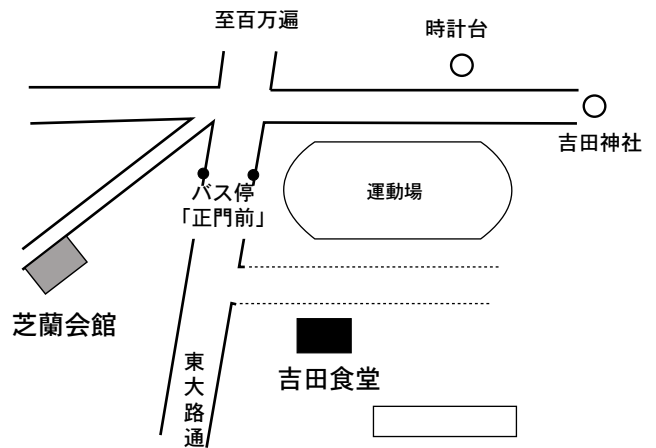 至百万遍
時計台
吉田神社
バス停
「正門前」
運動場
芝蘭会館
吉田食堂
東大路通